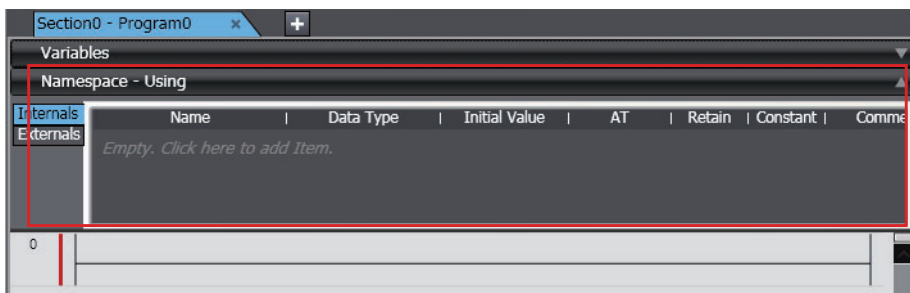 Section0 - Program0 × +
Variables
Namespace - Using
Internals Name | Data Type | Initial Value | AT | Retain | Constant | Comme
Externals
Empty. Click here to add Item.
0